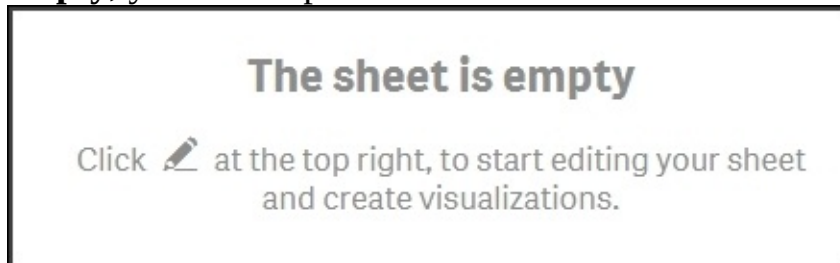 The sheet is empty
Click at the top right, to start editing your sheet
and create visualizations.